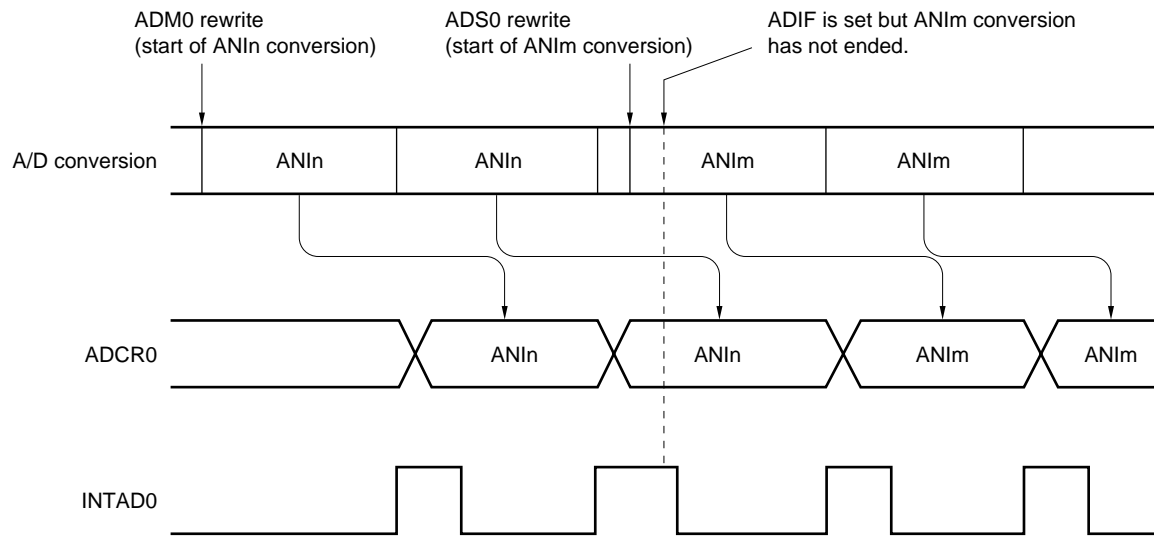 ADM0 rewrite
(start of ANIn conversion)
ADS0 rewrite
(start of ANIm conversion)
ADIF is set but ANIm conversion
has not ended.
A/D conversion
ANIn
ANIn
ANIm
ANIm
ADCR0
ANIn
ANIn
ANIm
ANIm
INTAD0